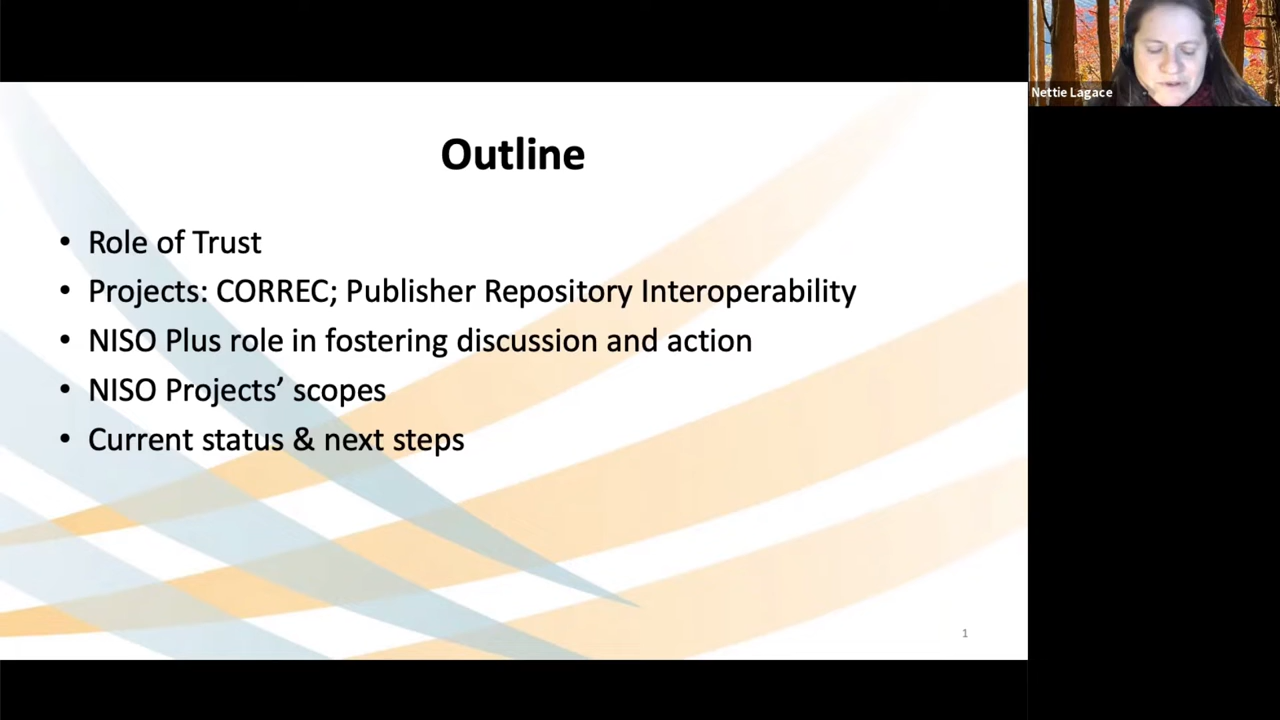 Outline
• Role of Trust
• Projects: CORREC; Publisher Repository Interoperability
• NISO Plus role in fostering discussion and action
• NISO Projects’ scopes
• Current status & next steps
1
Nettie Lagace